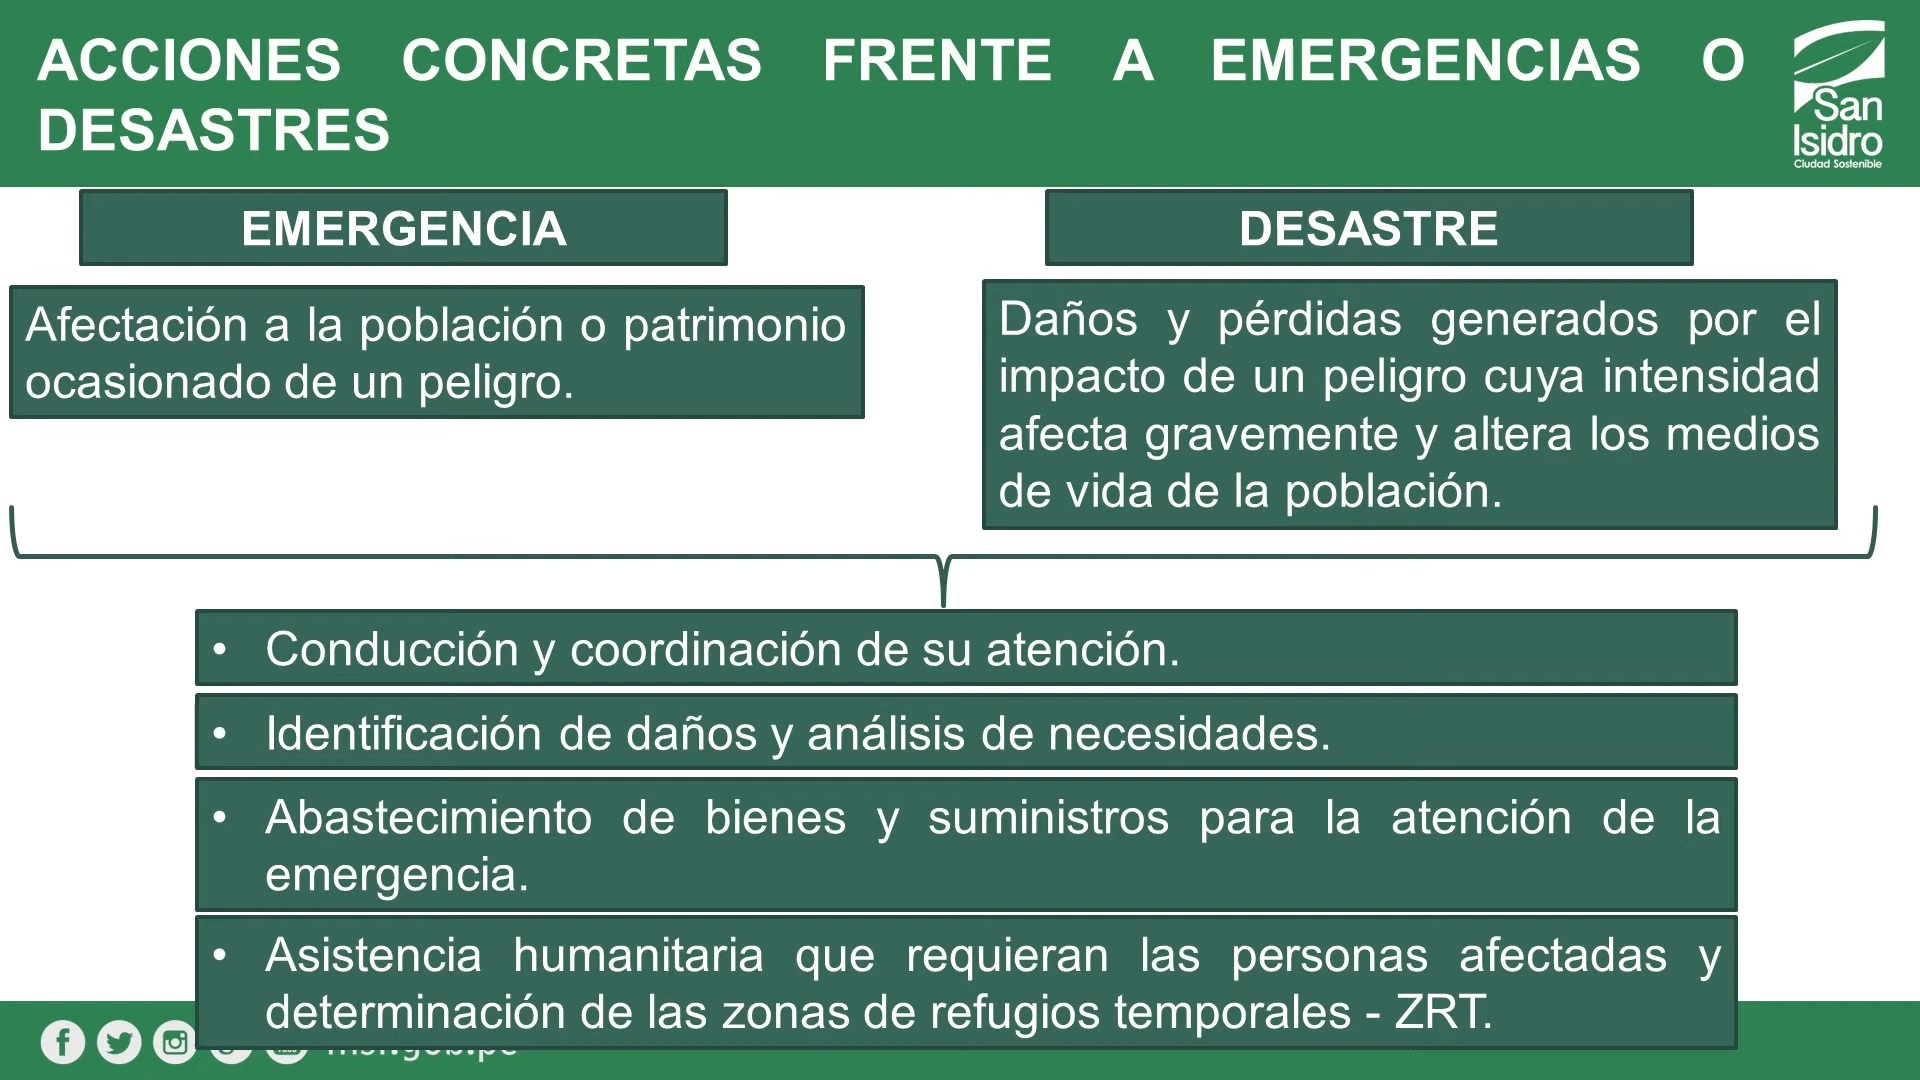 ACCIONES CONCRETAS FRENTE A EMERGENCIAS O
DESASTRES
San
Isidro
Ciudad Sostenible
EMERGENCIA
Afectación a la población o patrimonio
ocasionado de un peligro.
DESASTRE
Daños y pérdidas generados por el
impacto de un peligro cuya intensidad
afecta gravemente y altera los medios
de vida de la población.
• Conducción y coordinación de su atención.
• Identificación de daños y análisis de necesidades.
• Abastecimiento de bienes y suministros para la atención de la
emergencia.
• Asistencia humanitaria que requieran las personas afectadas y
determinación de las zonas de refugios temporales - ZRT.